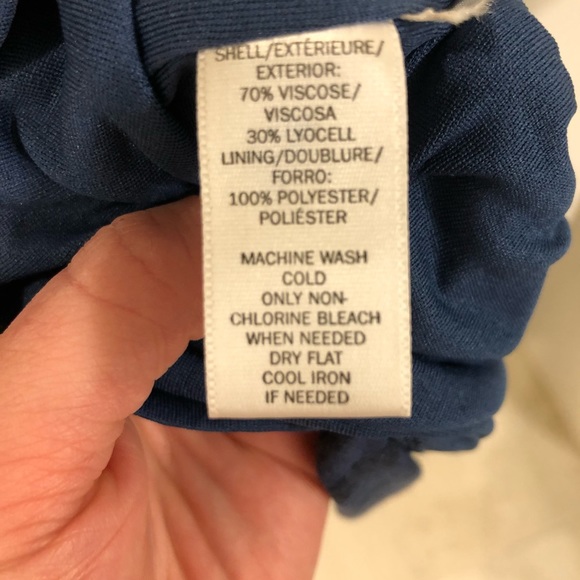 SHELL/EXTÉRIEURE/
EXTERIOR:
70% VISCOSE/
VISCOSA
30% LYOCELL
LINING/DOUBLURE/
FORRO:
100% POLYESTER/
POLIÉSTER
MACHINE WASH
COLD
ONLY NON-
CHLORINE BLEACH
WHEN NEEDED
DRY FLAT
COOL IRON
IF NEEDED